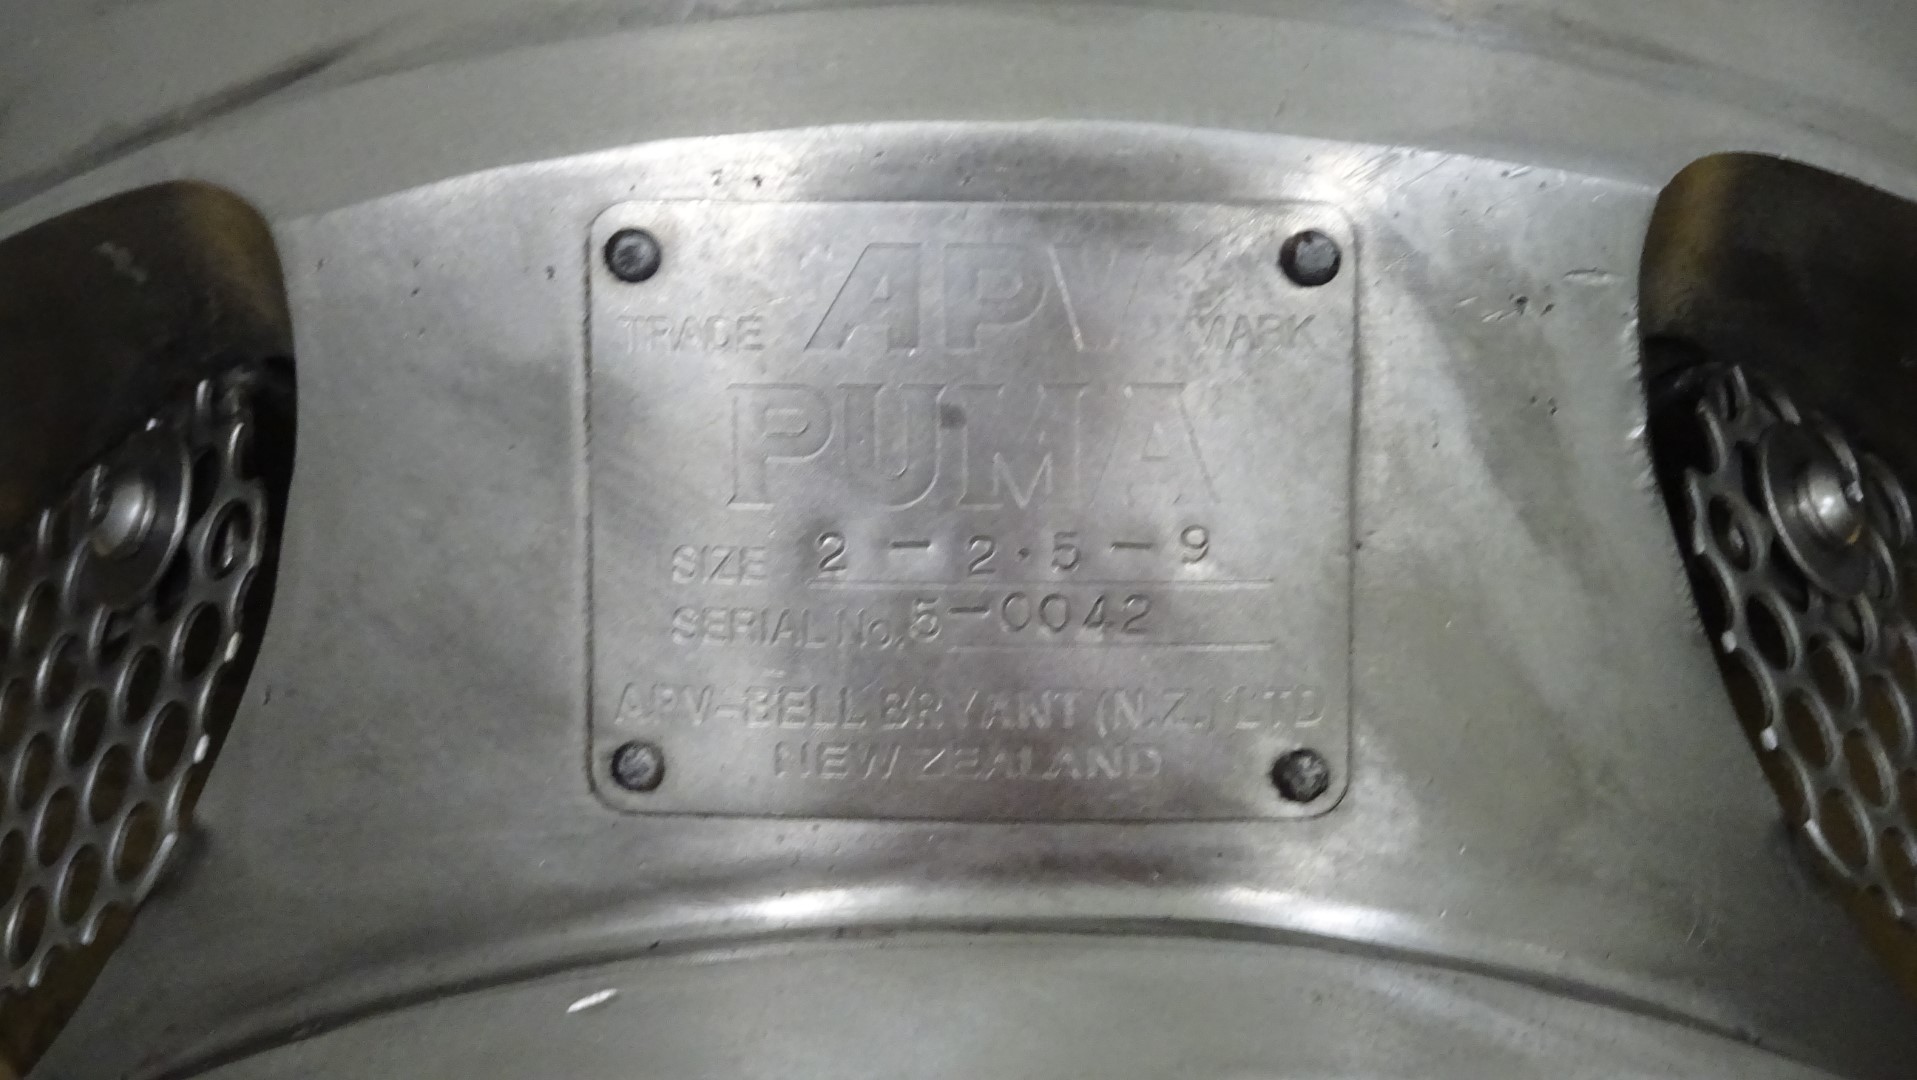 TRADE APV MARK
PUMA
SIZE 2 - 2.5 - 9
SERIAL No. 5-0042
APV-BELL BRYANT (N.Z.) LTD
NEW ZEALAND